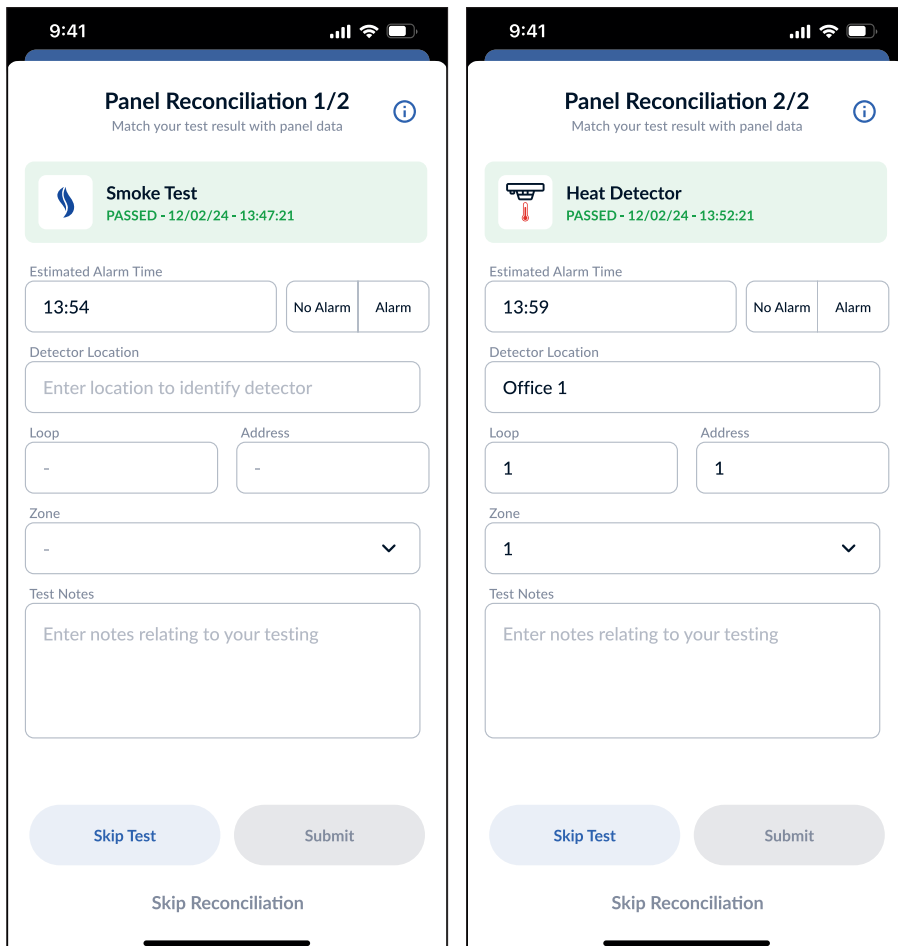 9:41
Panel Reconciliation 1/2
Match your test result with panel data
Smoke Test
PASSED - 12/02/24 - 13:47:21
Estimated Alarm Time
13:54
No Alarm
Alarm
Detector Location
Enter location to identify detector
Loop
Address
-
-
Zone
-
Test Notes
Enter notes relating to your testing
Skip Test
Submit
Skip Reconciliation
9:41
Panel Reconciliation 2/2
Match your test result with panel data
Heat Detector
PASSED - 12/02/24 - 13:52:21
Estimated Alarm Time
13:59
No Alarm
Alarm
Detector Location
Office 1
Loop
Address
1
1
Zone
1
Test Notes
Enter notes relating to your testing
Skip Test
Submit
Skip Reconciliation